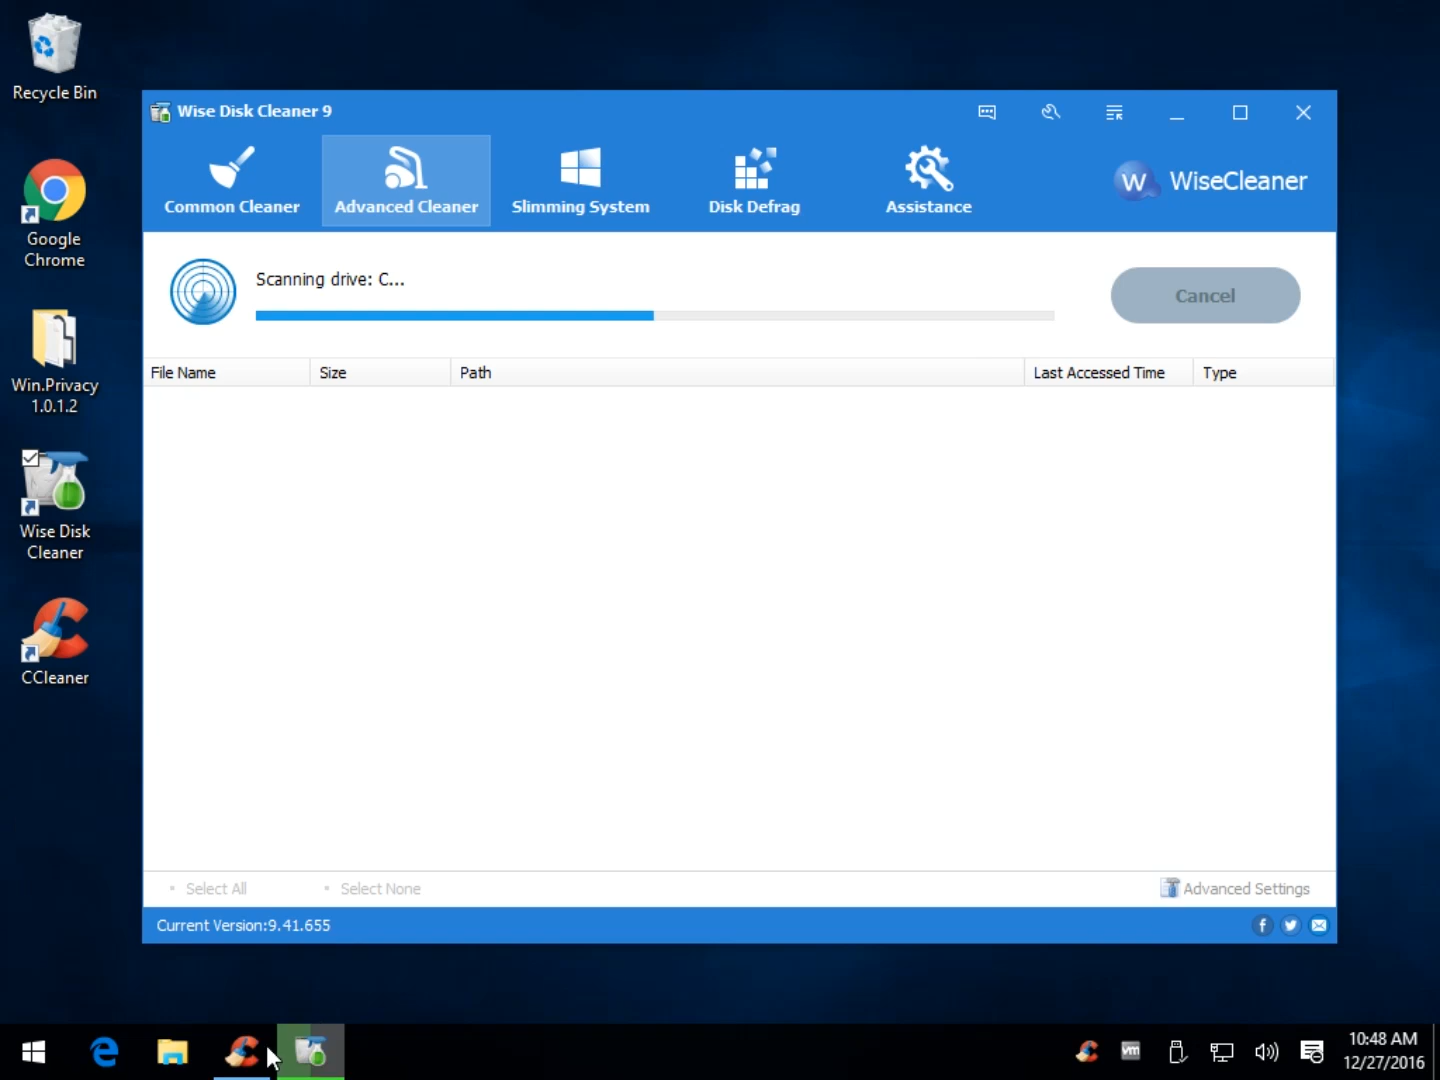 Recycle Bin
Google
Chrome
Win.Privacy
1.0.1.2
Wise Disk
Cleaner
CCleaner
Wise Disk Cleaner 9
Common Cleaner
Advanced Cleaner
Slimming System
Disk Defrag
Assistance
W WiseCleaner
Scanning drive: C...
Cancel
File Name
Size
Path
Last Accessed Time
Type
Select All
Select None
Advanced Settings
Current Version:9.41.655
f
vm
10:48 AM
12/27/2016